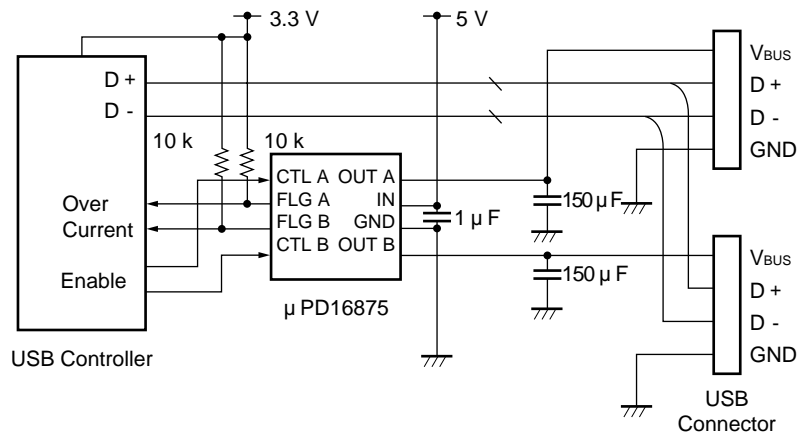 3.3 V
5 V
D +
D -
10 k
10 k
Over
Current
Enable
USB Controller
CTL A OUT A
FLG A IN
FLG B GND
CTL B OUT B
µ PD16875
1 µ F
150 µ F
150 µ F
VBUS
D +
D -
GND
VBUS
D +
D -
GND
USB
Connector